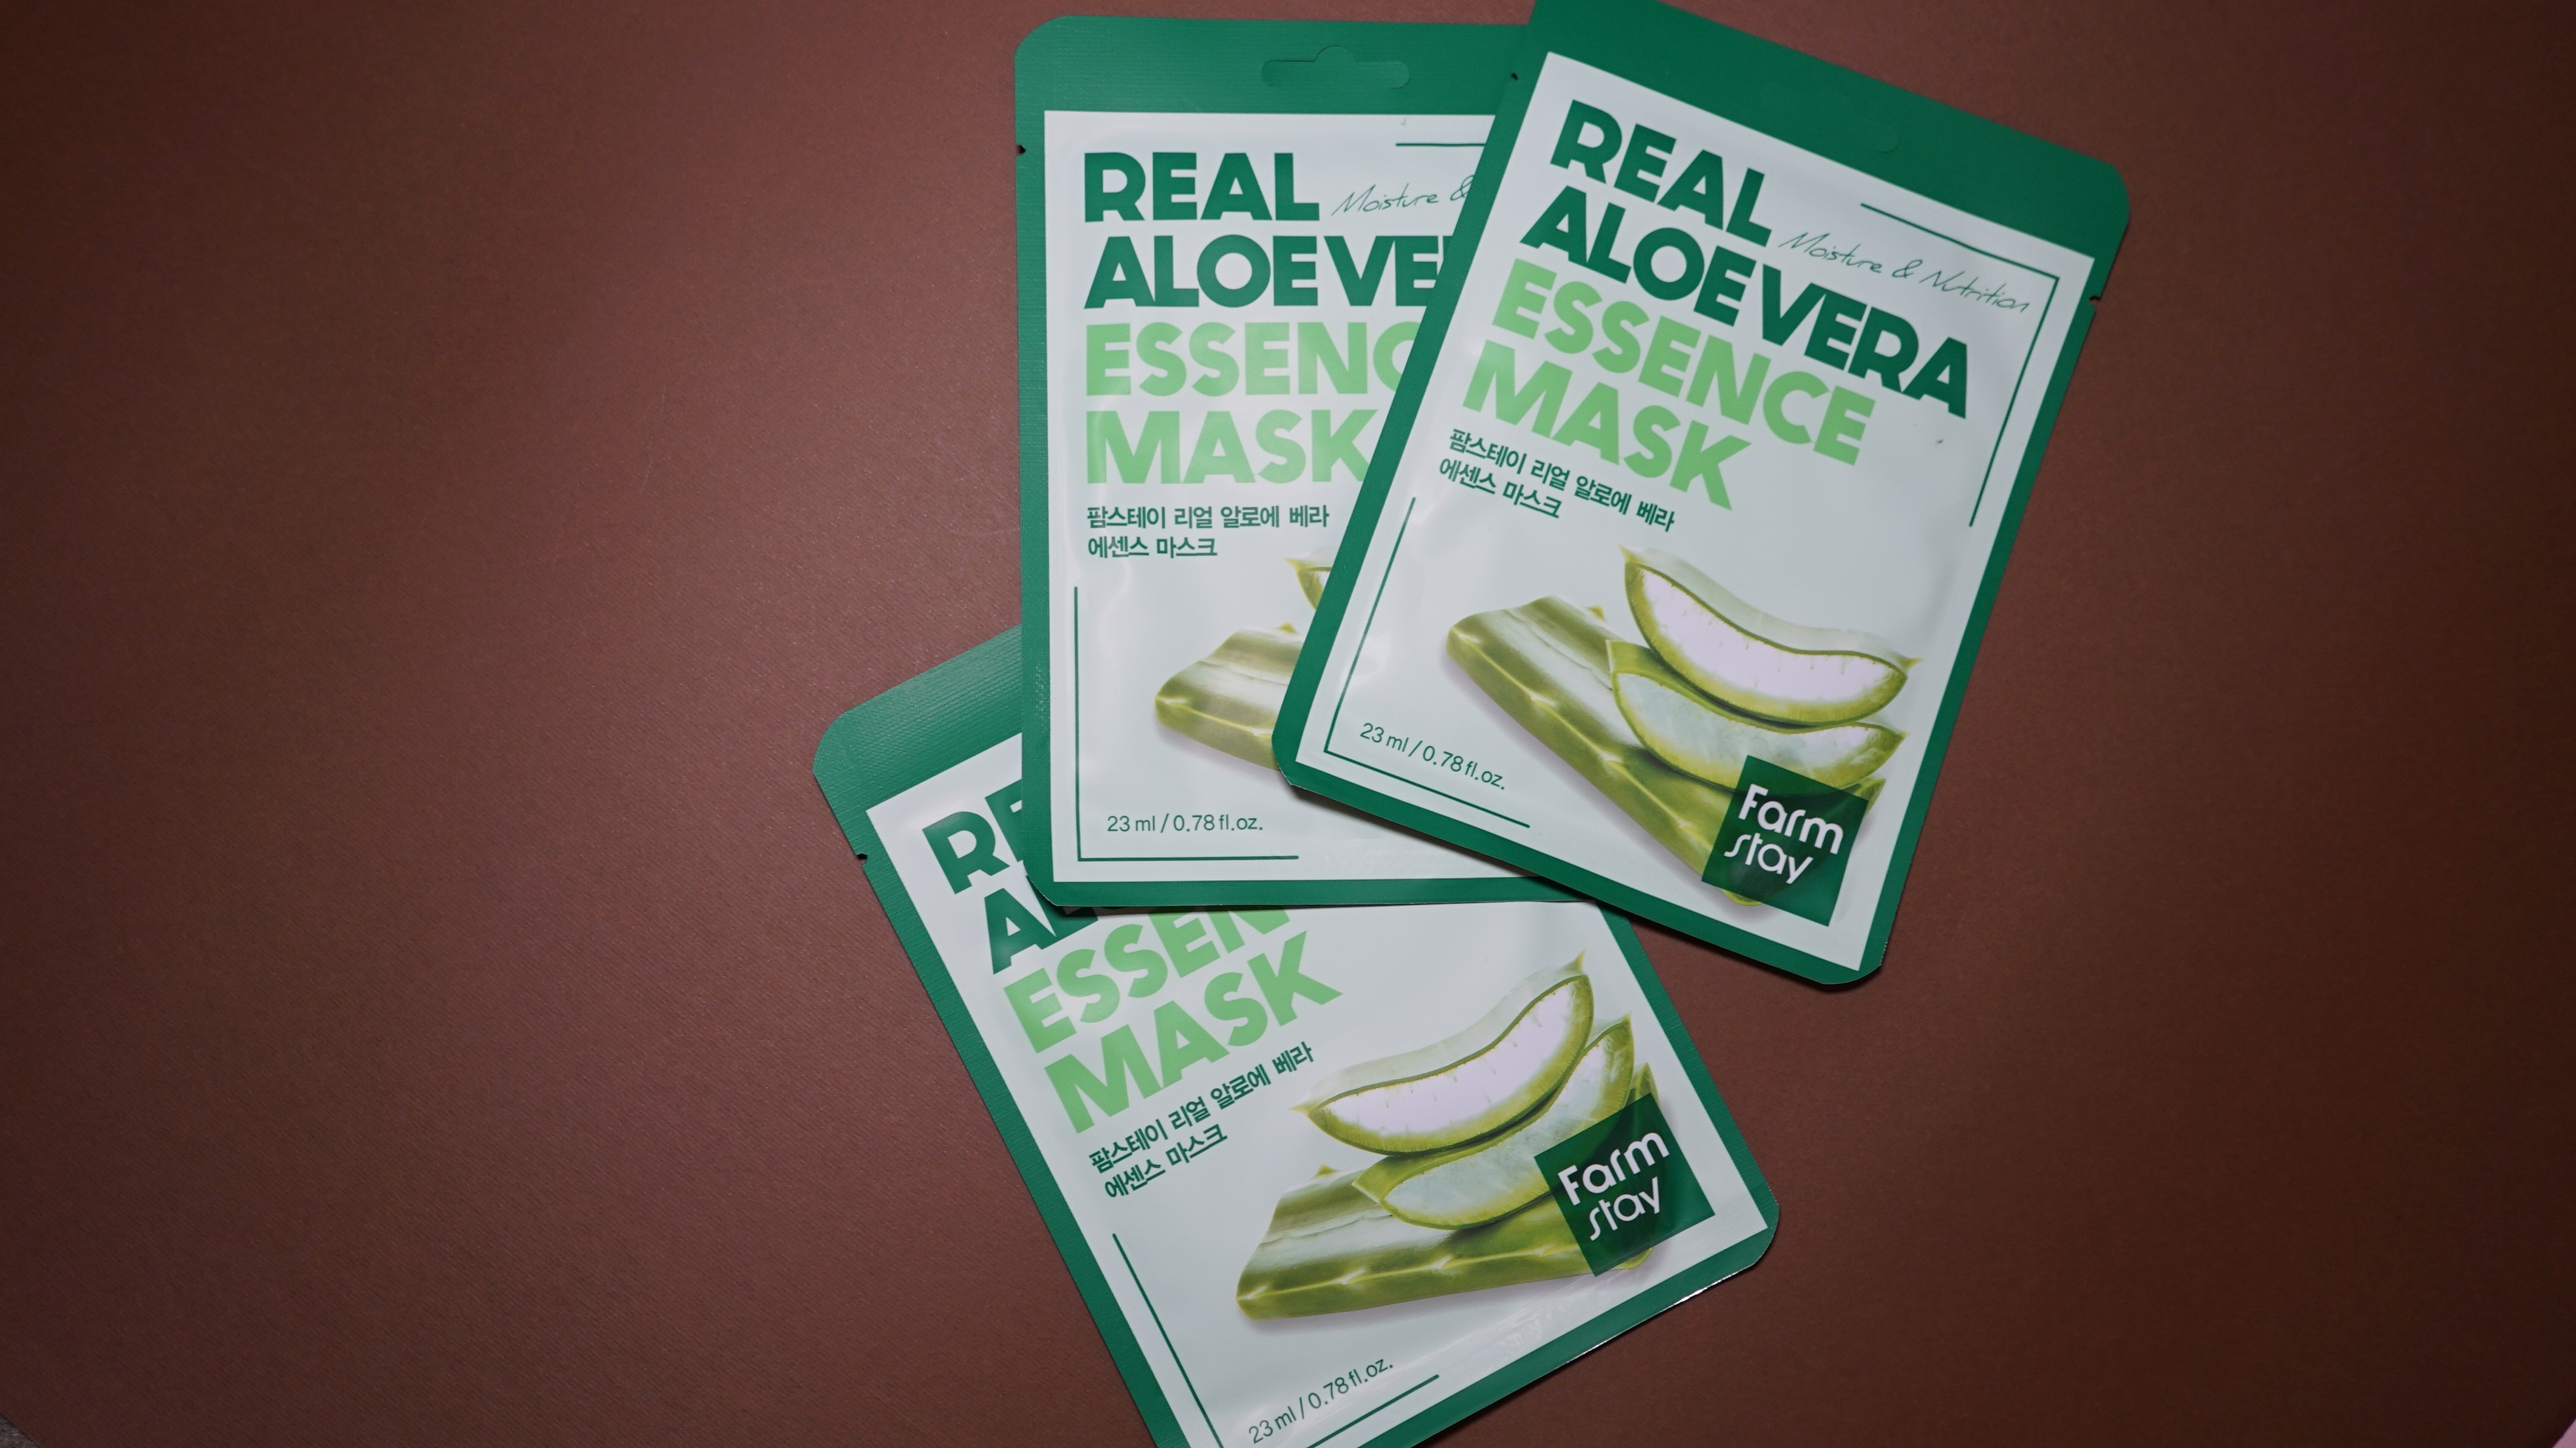 REAL
Moisture &
ALOE VE
ESSENC
MASK
팜스테이 리얼 알로에 베라
에센스 마스크
23 ml / 0.78 fl.oz.
REAL
Moisture & Nutrition
ALOE VERA
ESSENCE
MASK
팜스테이 리얼 알로에 베라
에센스 마스크
23 ml / 0.78 fl.oz.
Farm
stay
RE
AL
ESSEN
MASK
팜스테이 리얼 알로에 베라
에센스 마스크
Farm
stay
23 ml / 0.78 fl.oz.